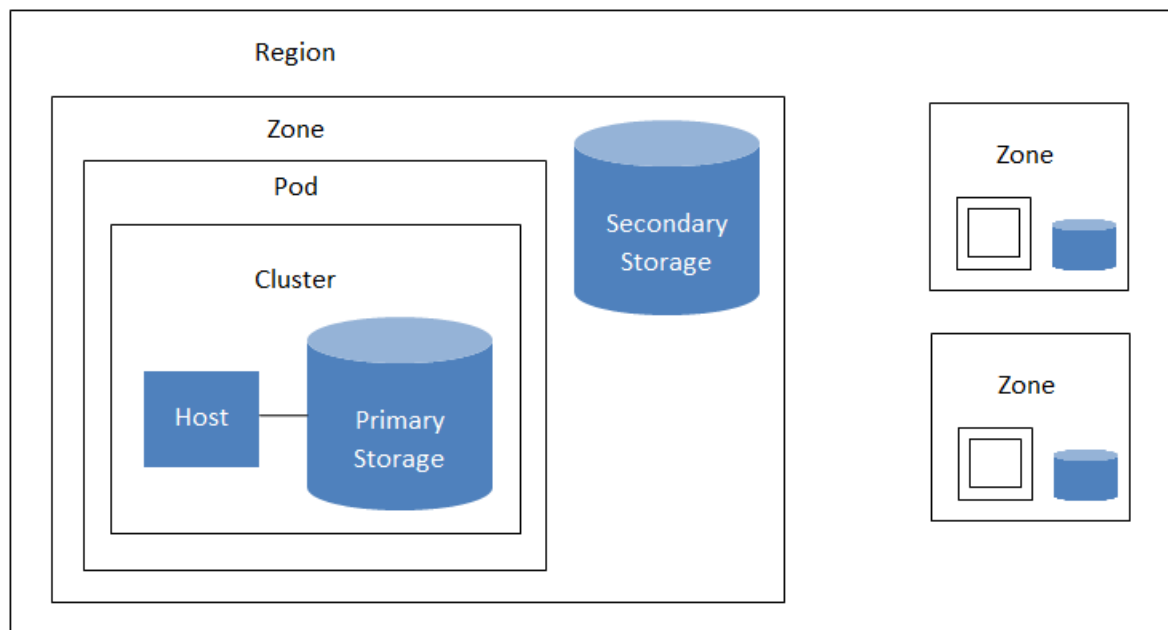 Region
Zone
Pod
Cluster
Host
Primary
Storage
Secondary
Storage
Zone
Zone